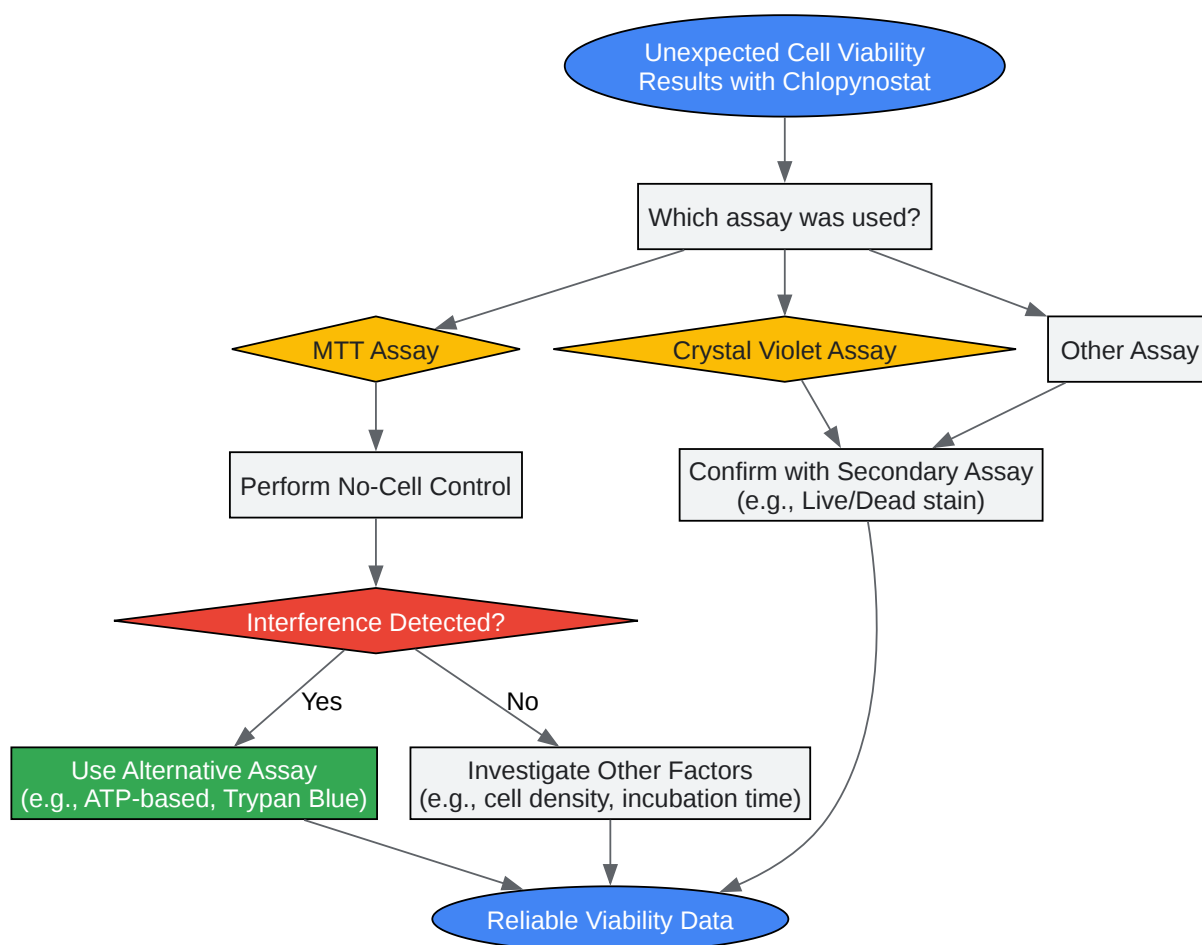 Unexpected Cell Viability
Results with Chlopynostat
Which assay was used?
MTT Assay
Crystal Violet Assay
Other Assay
Perform No-Cell Control
Confirm with Secondary Assay
(e.g., Live/Dead stain)
Interference Detected?
Yes
No
Use Alternative Assay
(e.g., ATP-based, Trypan Blue)
Investigate Other Factors
(e.g., cell density, incubation time)
Reliable Viability Data